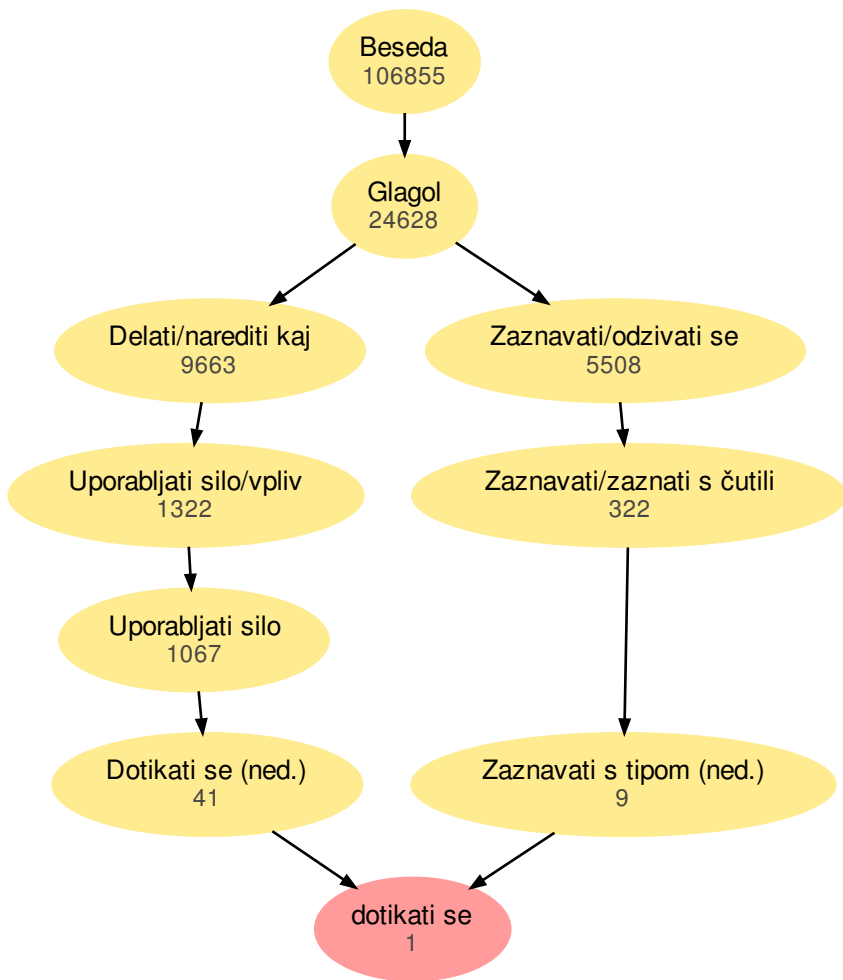 Beseda
106855
Glagol
24628
Delati/narediti kaj
9663
Zaznavati/odzivati se
5508
Uporabljati silo/vpliv
1322
Zaznavati/zaznati s čutili
322
Uporabljati silo
1067
Dotikati se (ned.)
41
Zaznavati s tipom (ned.)
9
dotikati se
1